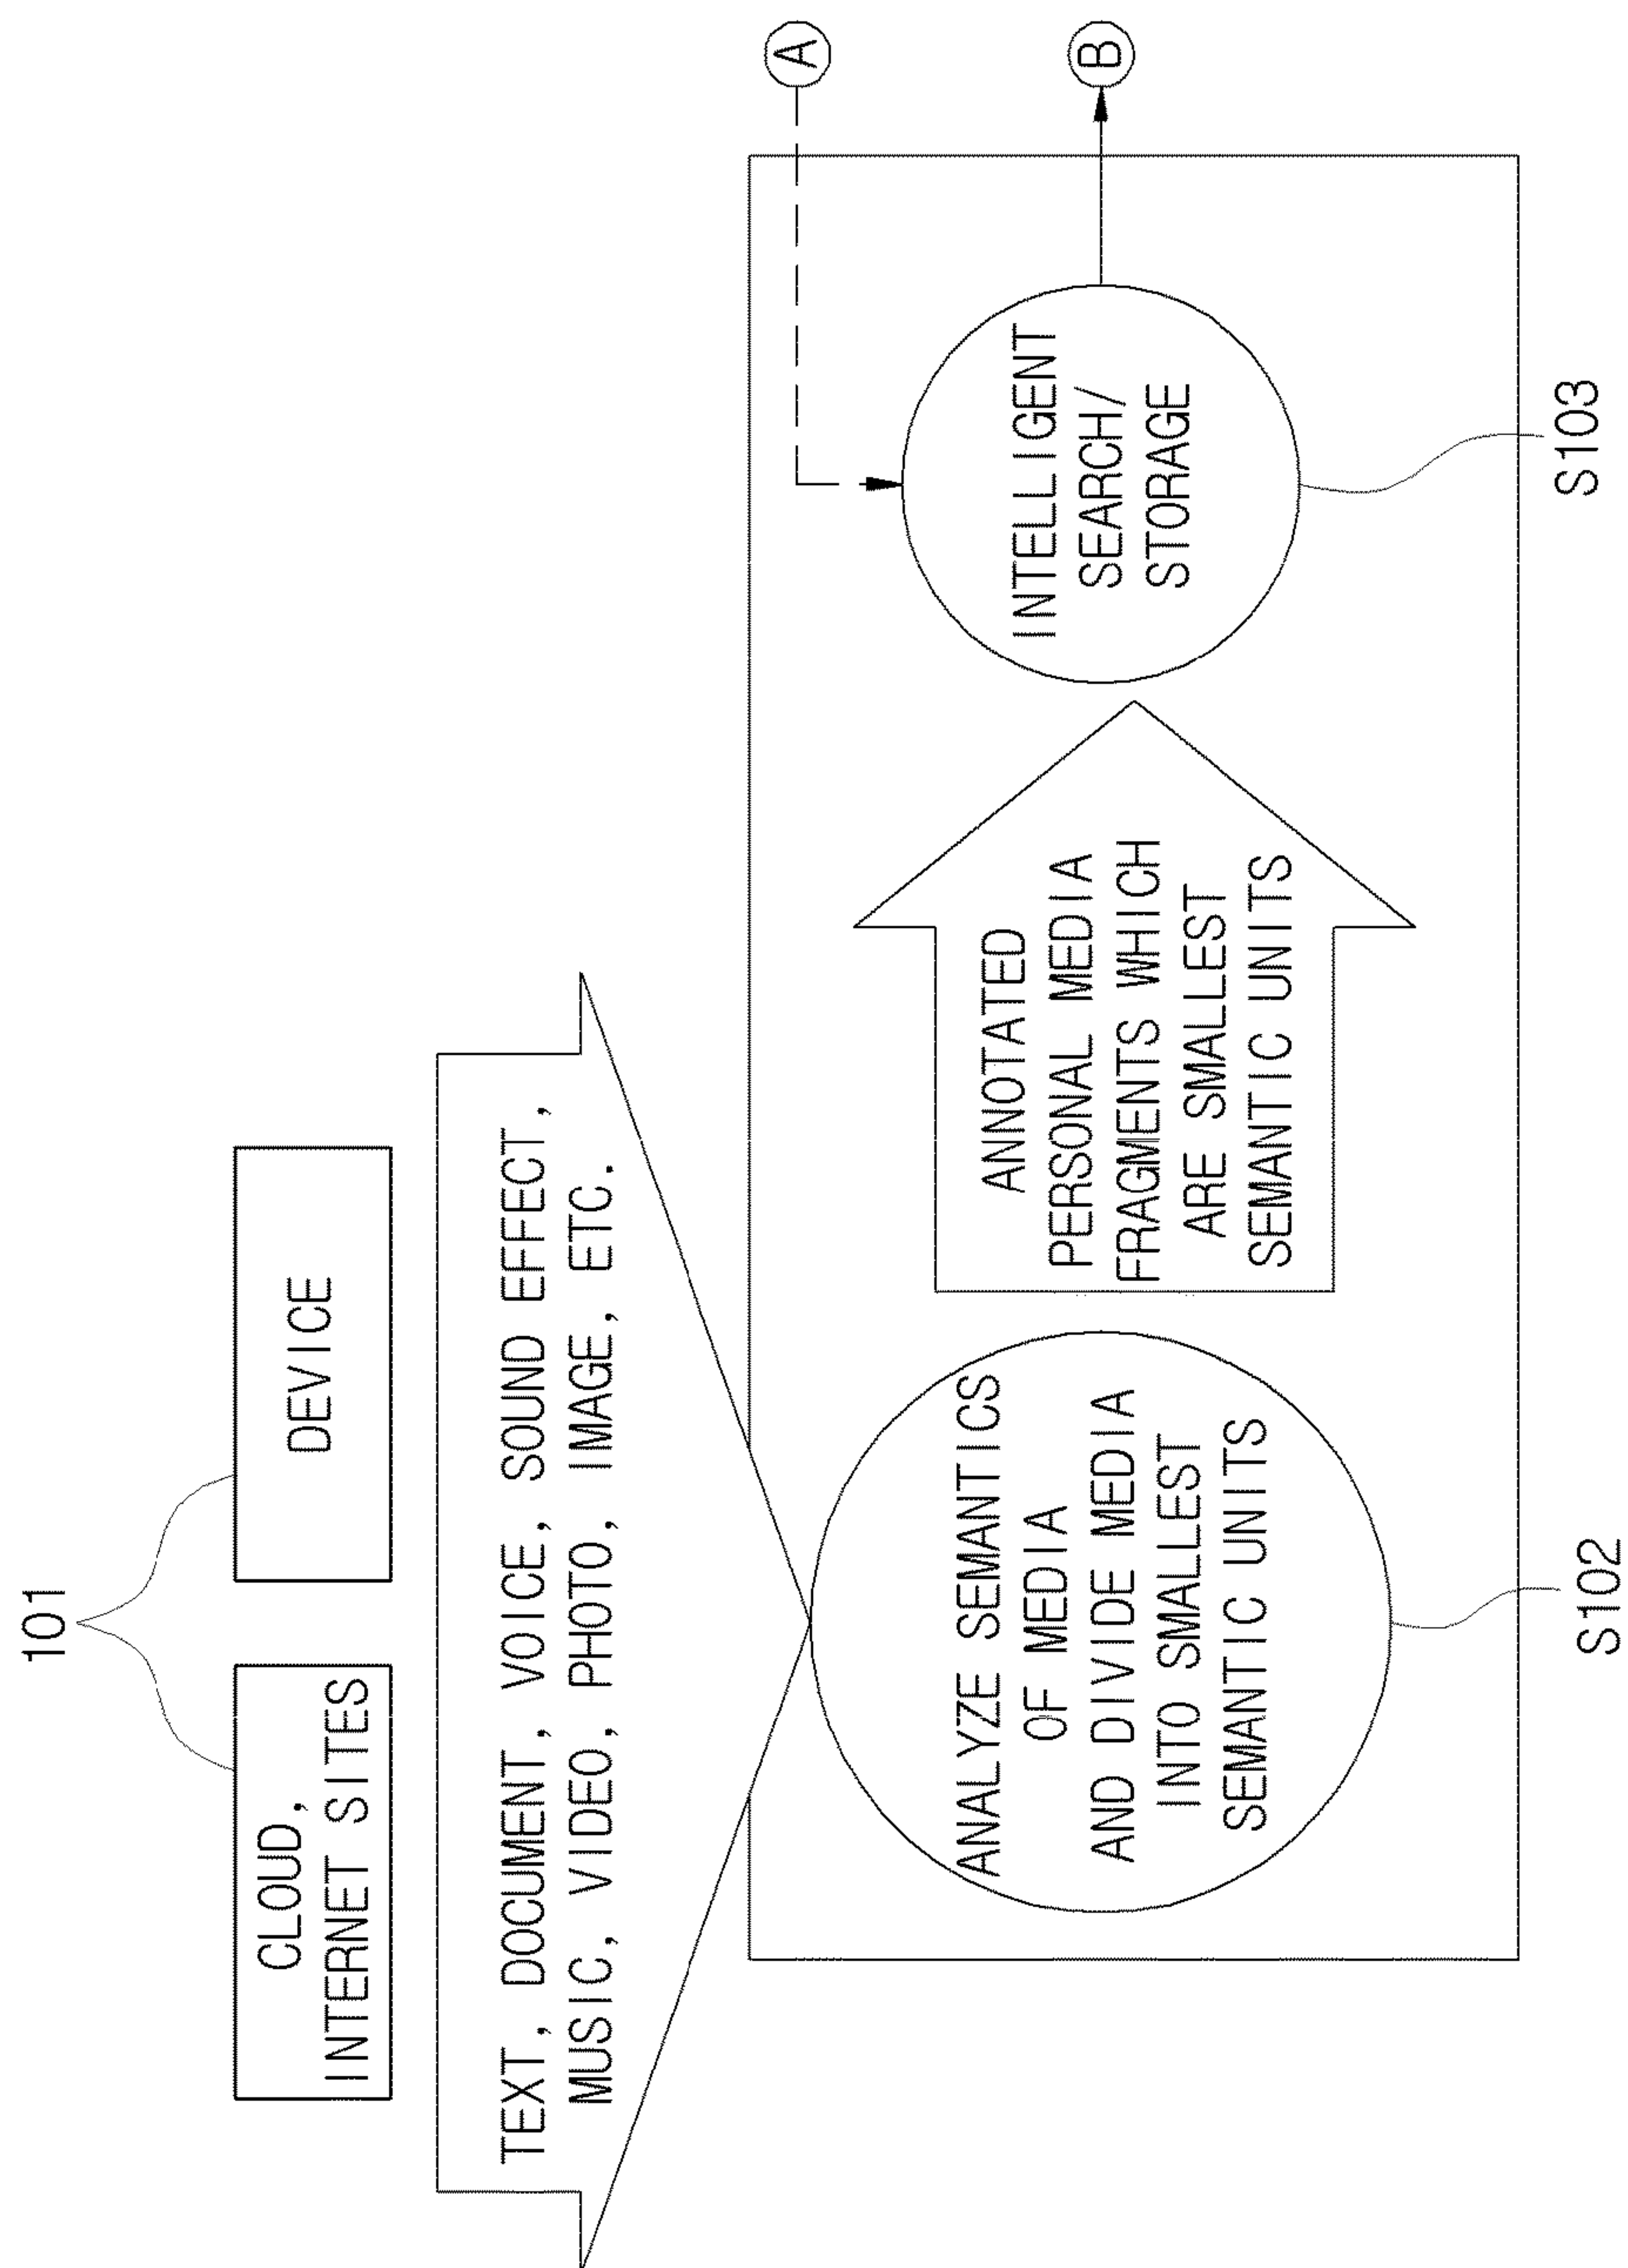 101
CLOUD,
INTERNET SITES
DEVICE
TEXT, DOCUMENT, VOICE, SOUND EFFECT,
MUSIC, VIDEO, PHOTO, IMAGE, ETC.
ANALYZE SEMANTICS
OF MEDIA
AND DIVIDE MEDIA
INTO SMALLEST
SEMANTIC UNITS
S102
ANNOTATED
PERSONAL MEDIA
FRAGMENTS WHICH
ARE SMALLEST
SEMANTIC UNITS
INTELLIGENT
SEARCH/
STORAGE
S103
A
B